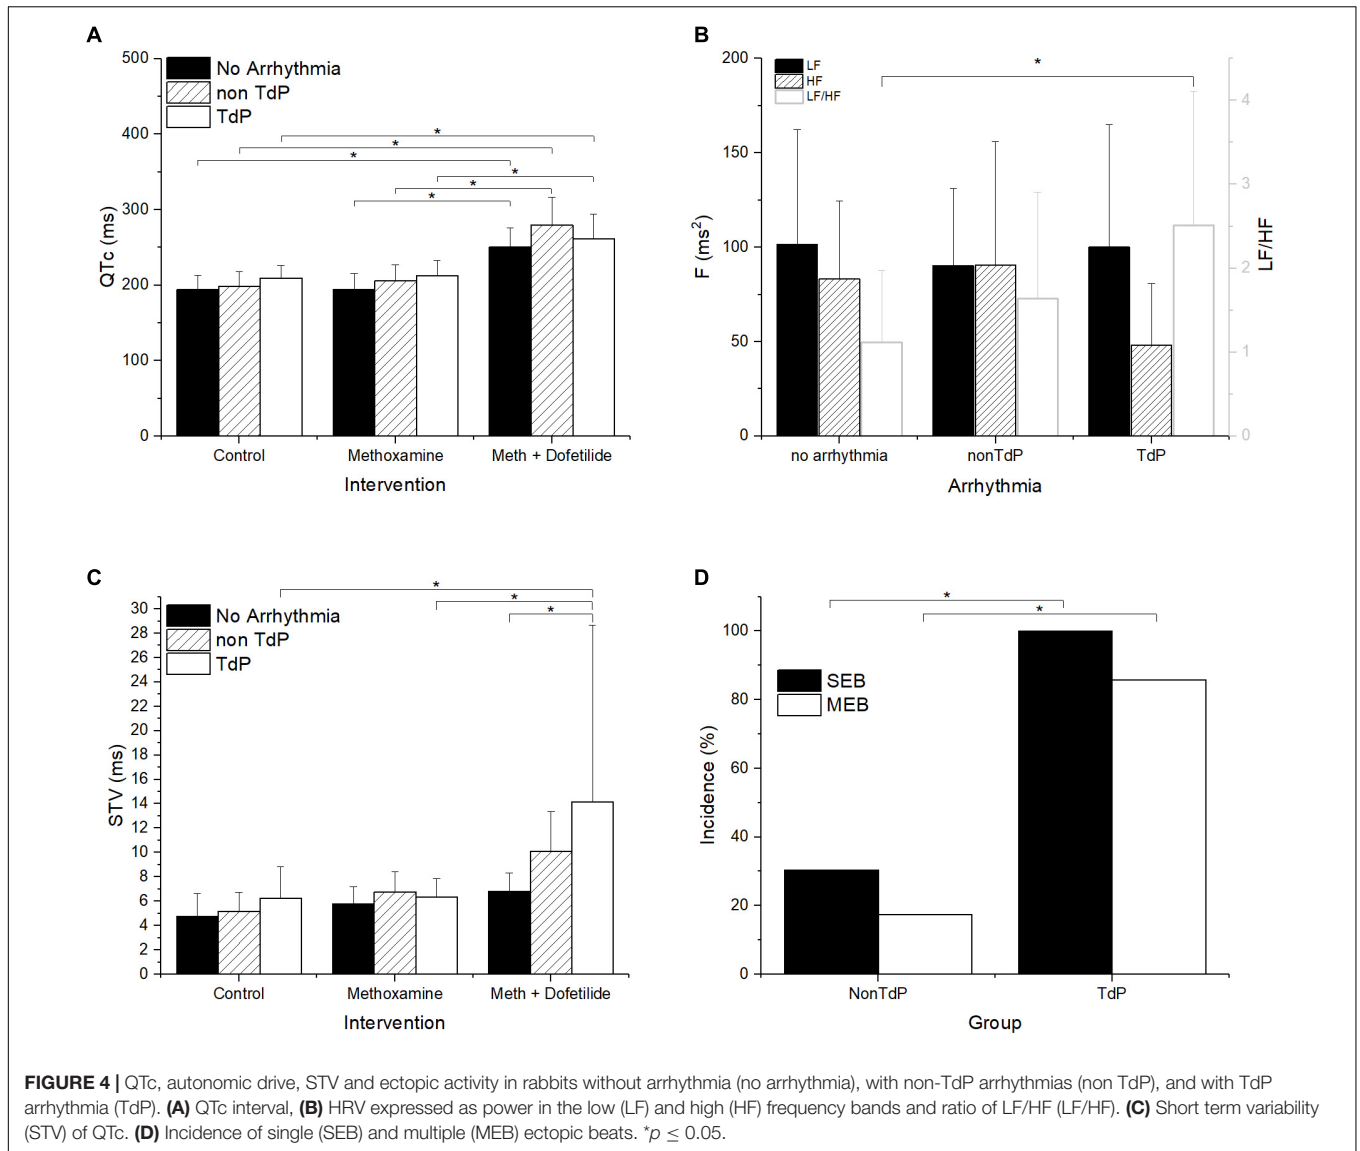 A
500
400
300
200
100
0
QTc (ms)
No Arrhythmia
non TdP
TdP
*
*
*
*
*
*
Control
Methoxamine
Meth + Dofetilide
Intervention
B
200
150
100
50
0
F (ms²)
LF
HF
LF/HF
*
4
3
2
1
0
LF/HF
no arrhythmia
nonTdP
TdP
Arrhythmia
C
30
28
26
24
22
20
18
16
14
12
10
8
6
4
2
0
STV (ms)
No Arrhythmia
non TdP
TdP
*
*
*
Control
Methoxamine
Meth + Dofetilide
Intervention
D
100
80
60
40
20
0
Incidence (%)
SEB
MEB
*
*
NonTdP
TdP
Group
FIGURE 4 | QTc, autonomic drive, STV and ectopic activity in rabbits without arrhythmia (no arrhythmia), with non-TdP arrhythmias (non TdP), and with TdP
arrhythmia (TdP). (A) QTc interval, (B) HRV expressed as power in the low (LF) and high (HF) frequency bands and ratio of LF/HF (LF/HF). (C) Short term variability
(STV) of QTc. (D) Incidence of single (SEB) and multiple (MEB) ectopic beats. *p ≤ 0.05.